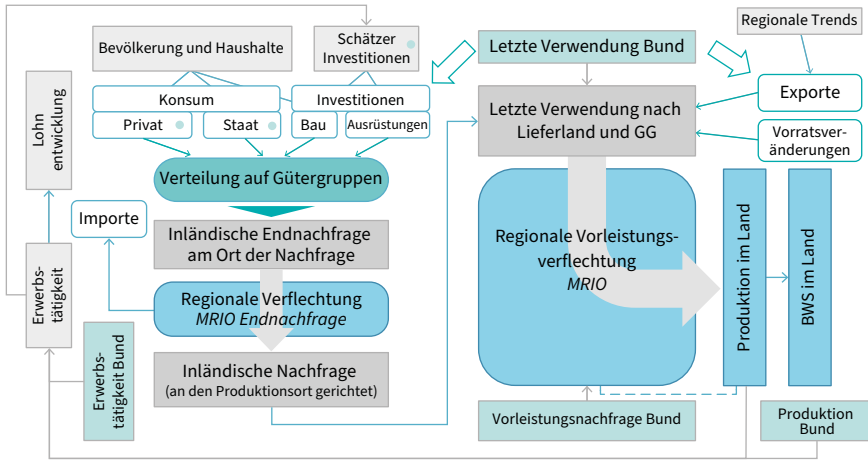 Bevölkerung und Haushalte
Schätzer
Investitionen
Letzte Verwendung Bund
Regionale Trends
Lohn
entwicklung
Konsum
Investitionen
Privat
Staat
Bau
Ausrüstungen
Letzte Verwendung nach
Lieferland und GG
Exporte
Vorratsver-
änderungen
Verteilung auf Gütergruppen
Importe
Inländische Endnachfrage
am Ort der Nachfrage
Regionale Vorleistungs-
verflechtung
MRIO
Produktion im Land
BWS im Land
Erwerbs-
tätigkeit
Regionale Verflechtung
MRIO Endnachfrage
Erwerbs-
tätigkeit Bund
Inländische Nachfrage
(an den Produktionsort gerichtet)
Vorleistungsnachfrage Bund
Produktion
Bund